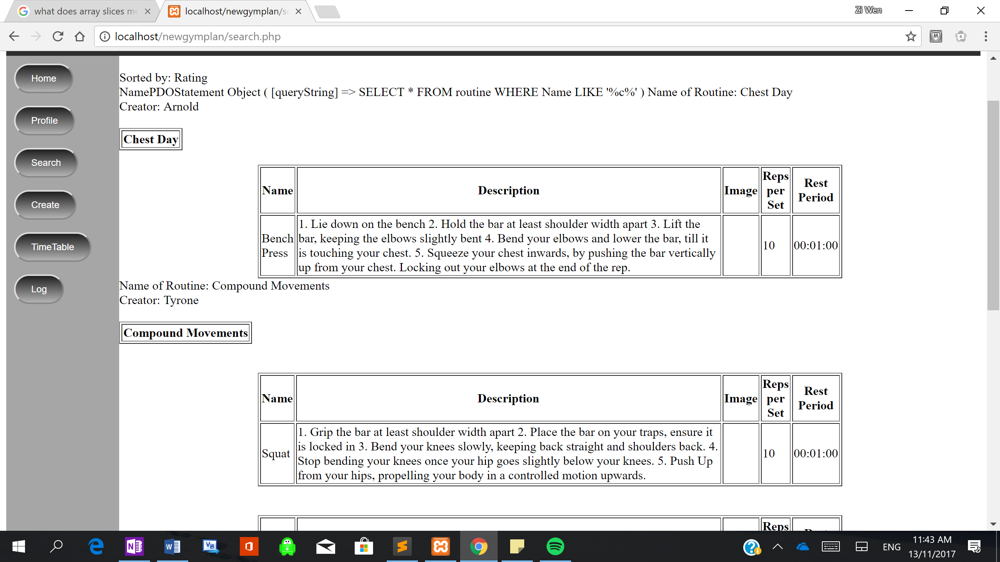 what does array slices me
localhost/newgymplan/se
Zi Wen
localhost/newgymplan/search.php
Home
Profile
Search
Create
TimeTable
Log
Sorted by: Rating
NamePDOStatement Object ( [queryString] => SELECT * FROM routine WHERE Name LIKE '%c%' ) Name of Routine: Chest Day
Creator: Arnold
Chest Day
Name Description Image Reps per Set Rest Period
Bench Press
1. Lie down on the bench 2. Hold the bar at least shoulder width apart 3. Lift the
bar, keeping the elbows slightly bent 4. Bend your elbows and lower the bar, till it
is touching your chest. 5. Squeeze your chest inwards, by pushing the bar vertically
up from your chest. Locking out your elbows at the end of the rep.
10
00:01:00
Name of Routine: Compound Movements
Creator: Tyrone
Compound Movements
Name Description Image Reps per Set Rest Period
Squat
1. Grip the bar at least shoulder width apart 2. Place the bar on your traps, ensure it
is locked in 3. Bend your knees slowly, keeping back straight and shoulders back. 4.
Stop bending your knees once your hip goes slightly below your knees. 5. Push Up
from your hips, propelling your body in a controlled motion upwards.
10
00:01:00
Reps
ENG
11:43 AM
13/11/2017